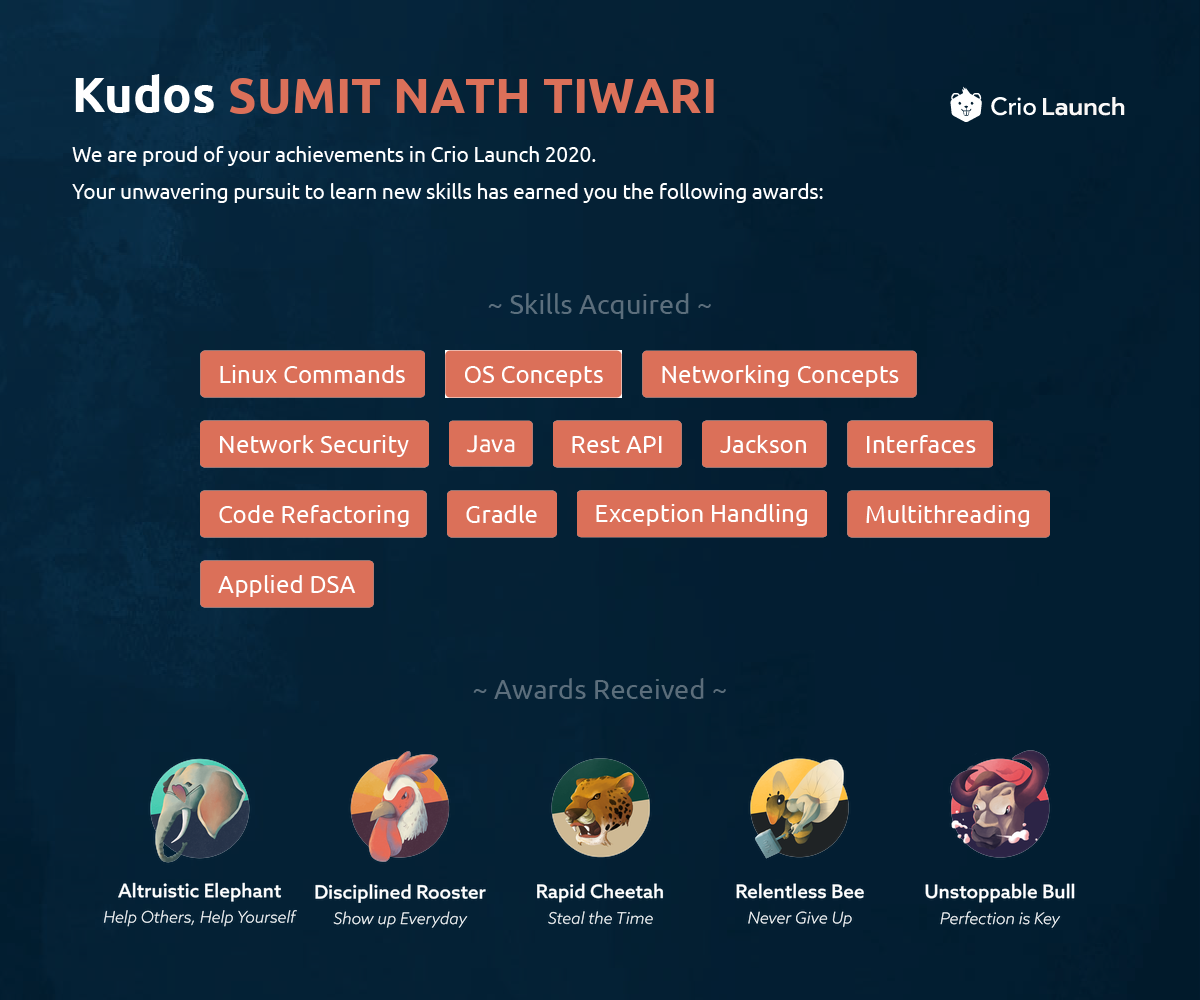 Kudos SUMIT NATH TIWARI
Crio Launch
We are proud of your achievements in Crio Launch 2020.
Your unwavering pursuit to learn new skills has earned you the following awards:
~ Skills Acquired ~
Linux Commands OS Concepts Networking Concepts
Network Security Java Rest API Jackson Interfaces
Code Refactoring Gradle Exception Handling Multithreading
Applied DSA
~ Awards Received ~
Altruistic Elephant Disciplined Rooster Rapid Cheetah Relentless Bee Unstoppable Bull
Help Others, Help Yourself Show up Everyday Steal the Time Never Give Up Perfection is Key